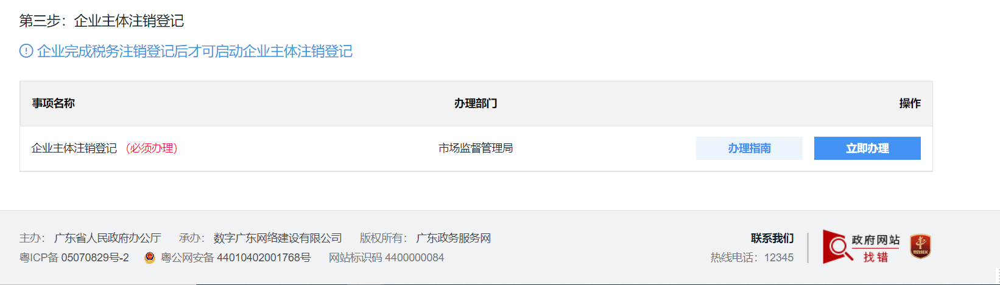 第三步：企业主体注销登记
企业完成税务注销登记后才可启动企业主体注销登记
事项名称 办理部门 操作
企业主体注销登记 （必须办理） 市场监督管理局 办理指南 立即办理
主办： 广东省人民政府办公厅 承办： 数字广东网络建设有限公司 版权所有： 广东政务服务网
粤ICP备 05070829号-2 粤公网安备 44010402001768号 网站标识码 4400000084
联系我们
热线电话：12345
政府网站
找错
党政机关